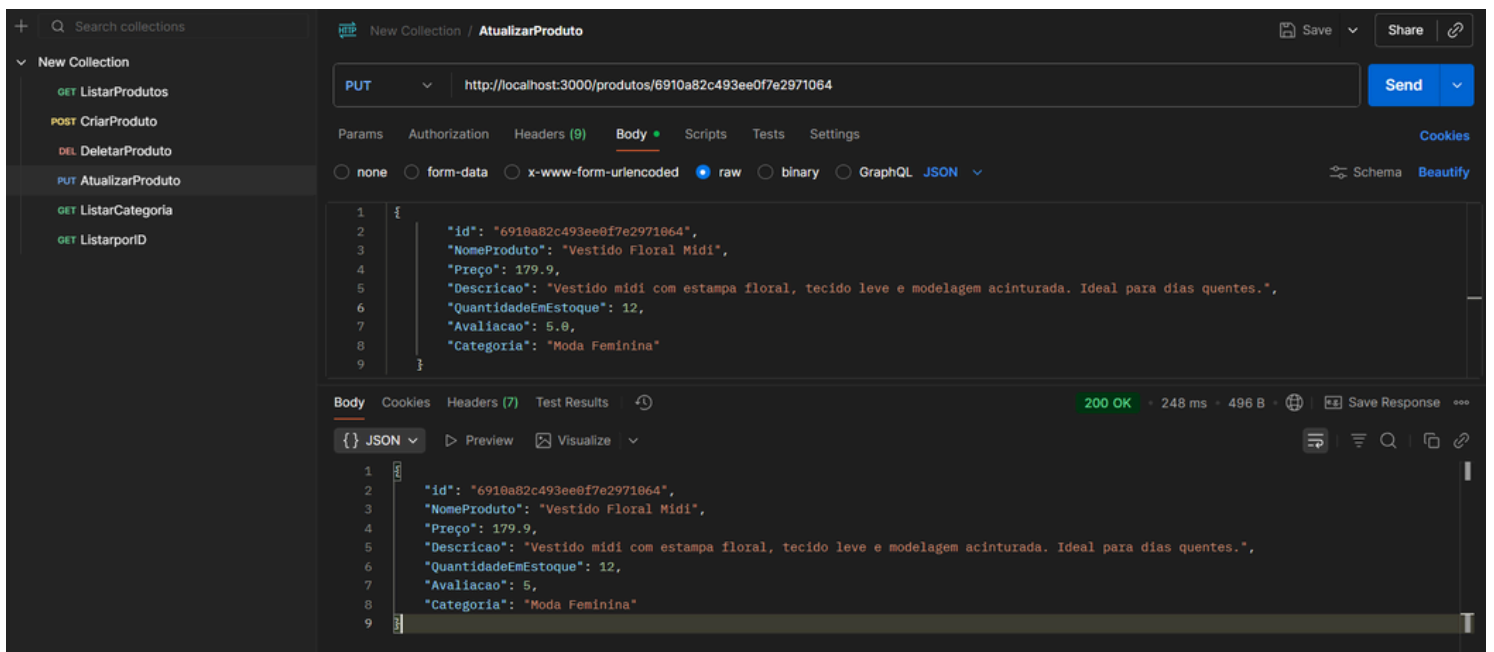 Search collections
New Collection
GET ListarProdutos
POST CriarProduto
DEL DeletarProduto
PUT AtualizarProduto
GET ListarCategoria
GET ListarporID
HTTP New Collection / AtualizarProduto
Save Share
PUT http://localhost:3000/produtos/6910a82c493ee0f7e2971064 Send
Params Authorization Headers (9) Body Scripts Tests Settings Cookies
none form-data x-www-form-urlencoded raw binary GraphQL JSON Schema Beautify
1 {
2 "id": "6910a82c493ee0f7e2971064",
3 "NomeProduto": "Vestido Floral Midi",
4 "Preço": 179.9,
5 "Descricao": "Vestido midi com estampa floral, tecido leve e modelagem acinturada. Ideal para dias quentes.",
6 "QuantidadeEmEstoque": 12,
7 "Avaliacao": 5.0,
8 "Categoria": "Moda Feminina"
9 }
Body Cookies Headers (7) Test Results 200 OK 248 ms 496 B e.g. Save Response
{} JSON Preview Visualize
1 {
2 "id": "6910a82c493ee0f7e2971064",
3 "NomeProduto": "Vestido Floral Midi",
4 "Preço": 179.9,
5 "Descricao": "Vestido midi com estampa floral, tecido leve e modelagem acinturada. Ideal para dias quentes.",
6 "QuantidadeEmEstoque": 12,
7 "Avaliacao": 5,
8 "Categoria": "Moda Feminina"
9 }